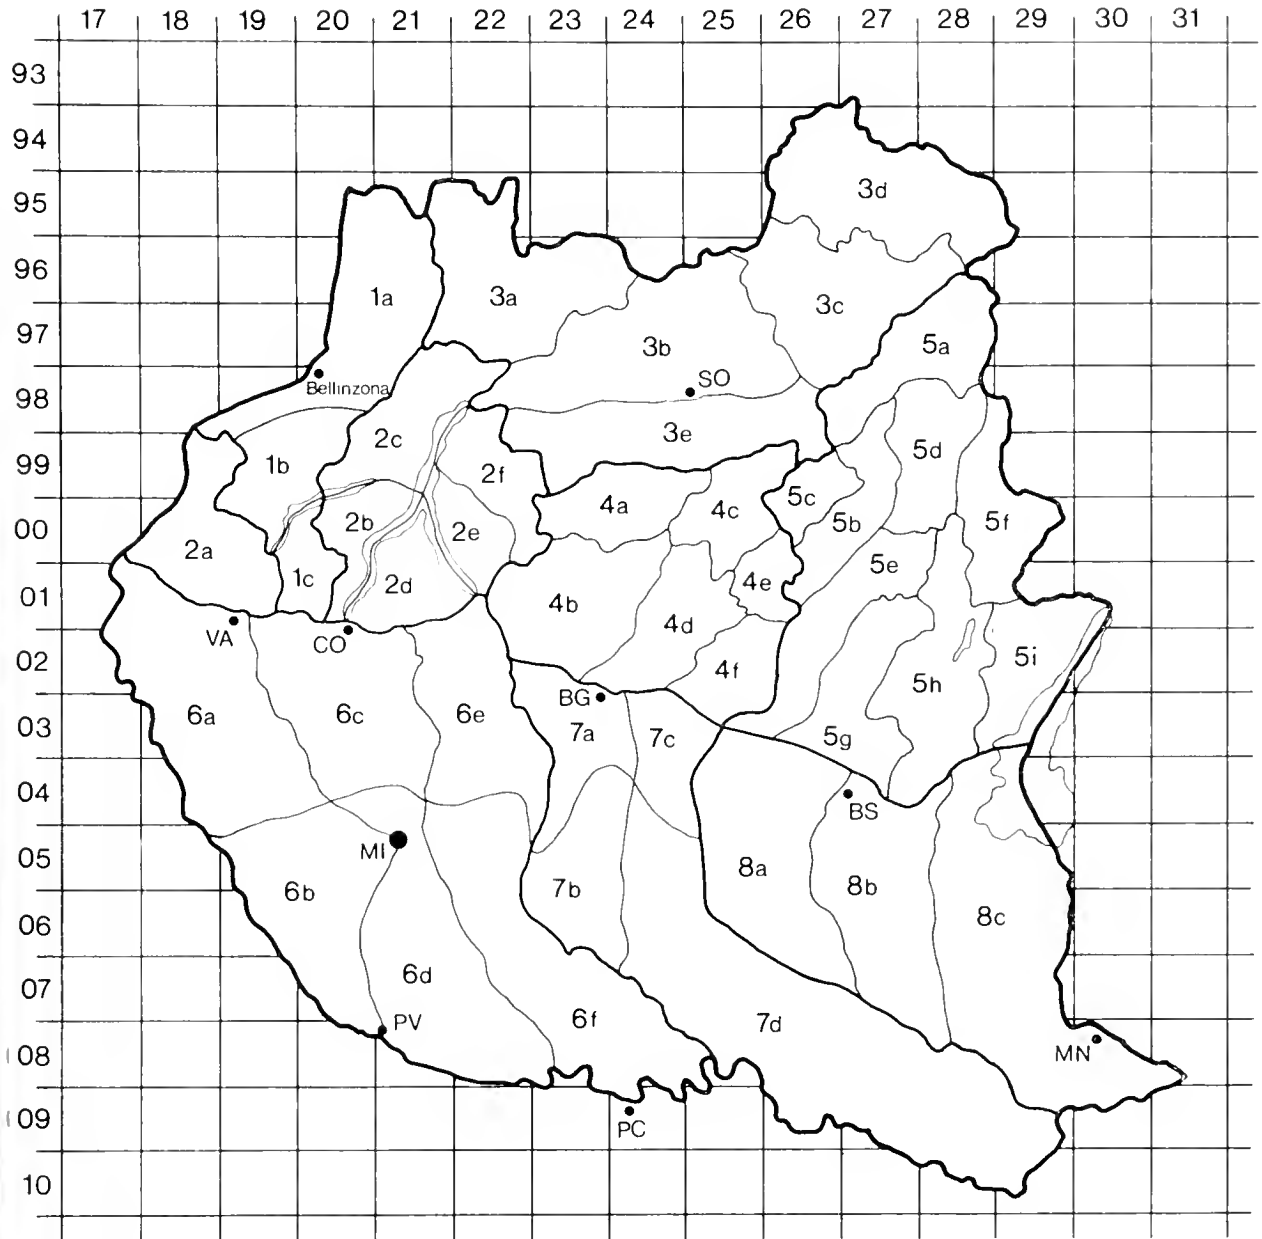 17 18 19 20 21 22 23 24 25 26 27 28 29 30 31
93
94
95
3d
96
1a 3a 3c
97
3b 5a
Bellinzona SO
98
2c 3e
99
1b 2f 5d
4a 4c 5c
00
2a 2b 2e 5b 5f
1c 2d 4e 5e
01
4b 4d
VA CO
02
4f 5h 5i
BG
03
6a 6c 6e 7a 7c 5g
04
BS
05
MI 8a
6b 7b 8b
06
8c
07
6d
PV 6f 7d
08
MN
09
PC
10